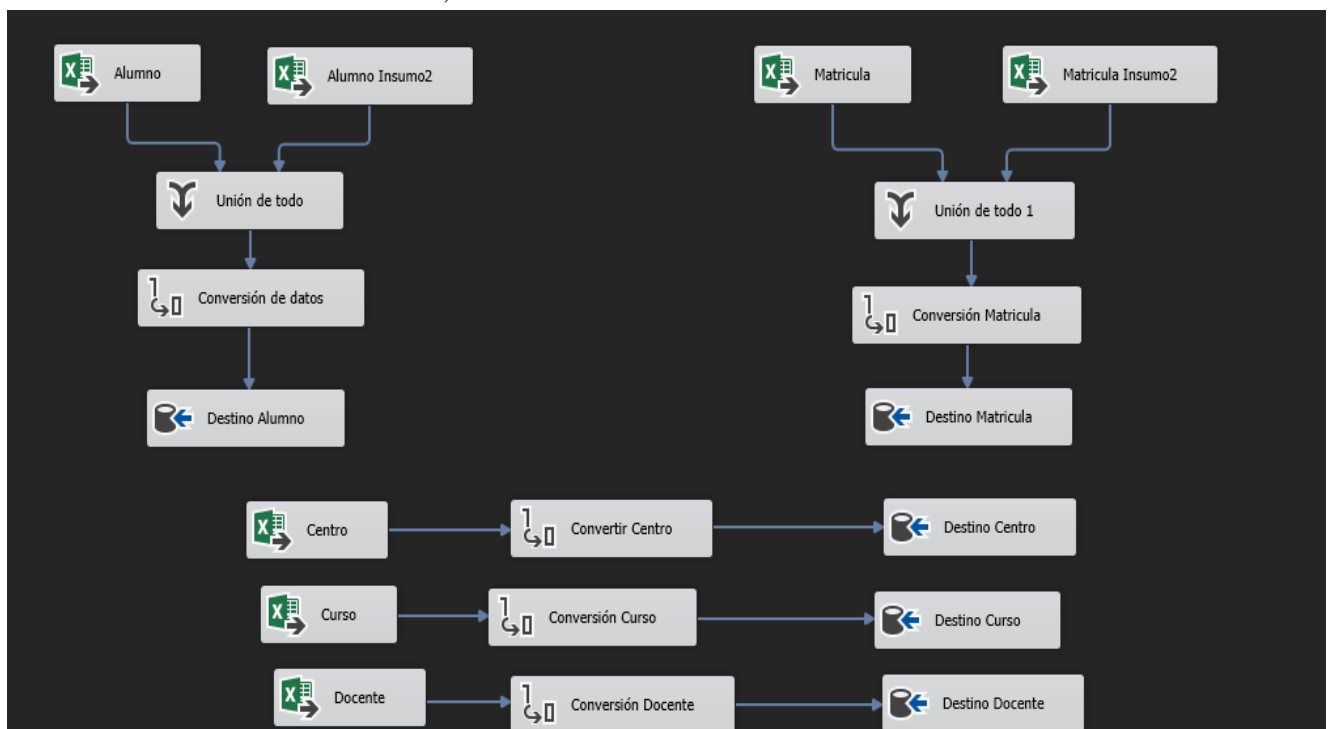 Alumno
Alumno Insumo2
Matricula
Matricula Insumo2
Unión de todo
Unión de todo 1
Conversión de datos
Conversión Matricula
Destino Alumno
Destino Matricula
Centro
Convertir Centro
Destino Centro
Curso
Conversión Curso
Destino Curso
Docente
Conversión Docente
Destino Docente